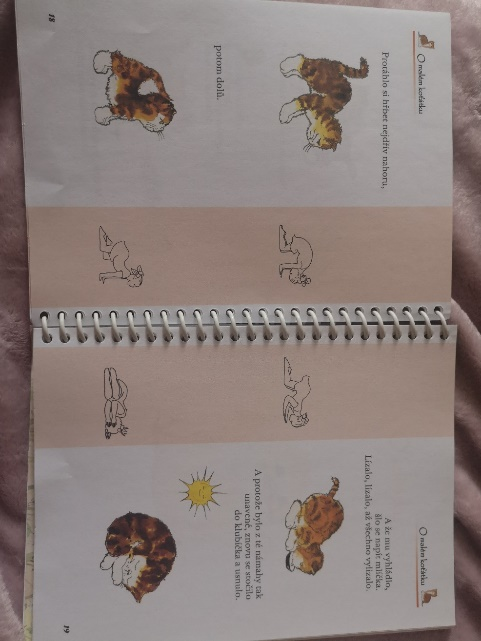 O malém koťátku
Protáhlo si hřbet nejdřív nahoru,
potom dolů.
18
O malém koťátku
A že mu vyhládlo,
šlo se napít mlíčka.
Lízalo, lízalo, až všechno vylízalo.
A protože bylo z té námahy tak
unavené, znovu se stočilo
do klubíčka a usnulo.
19